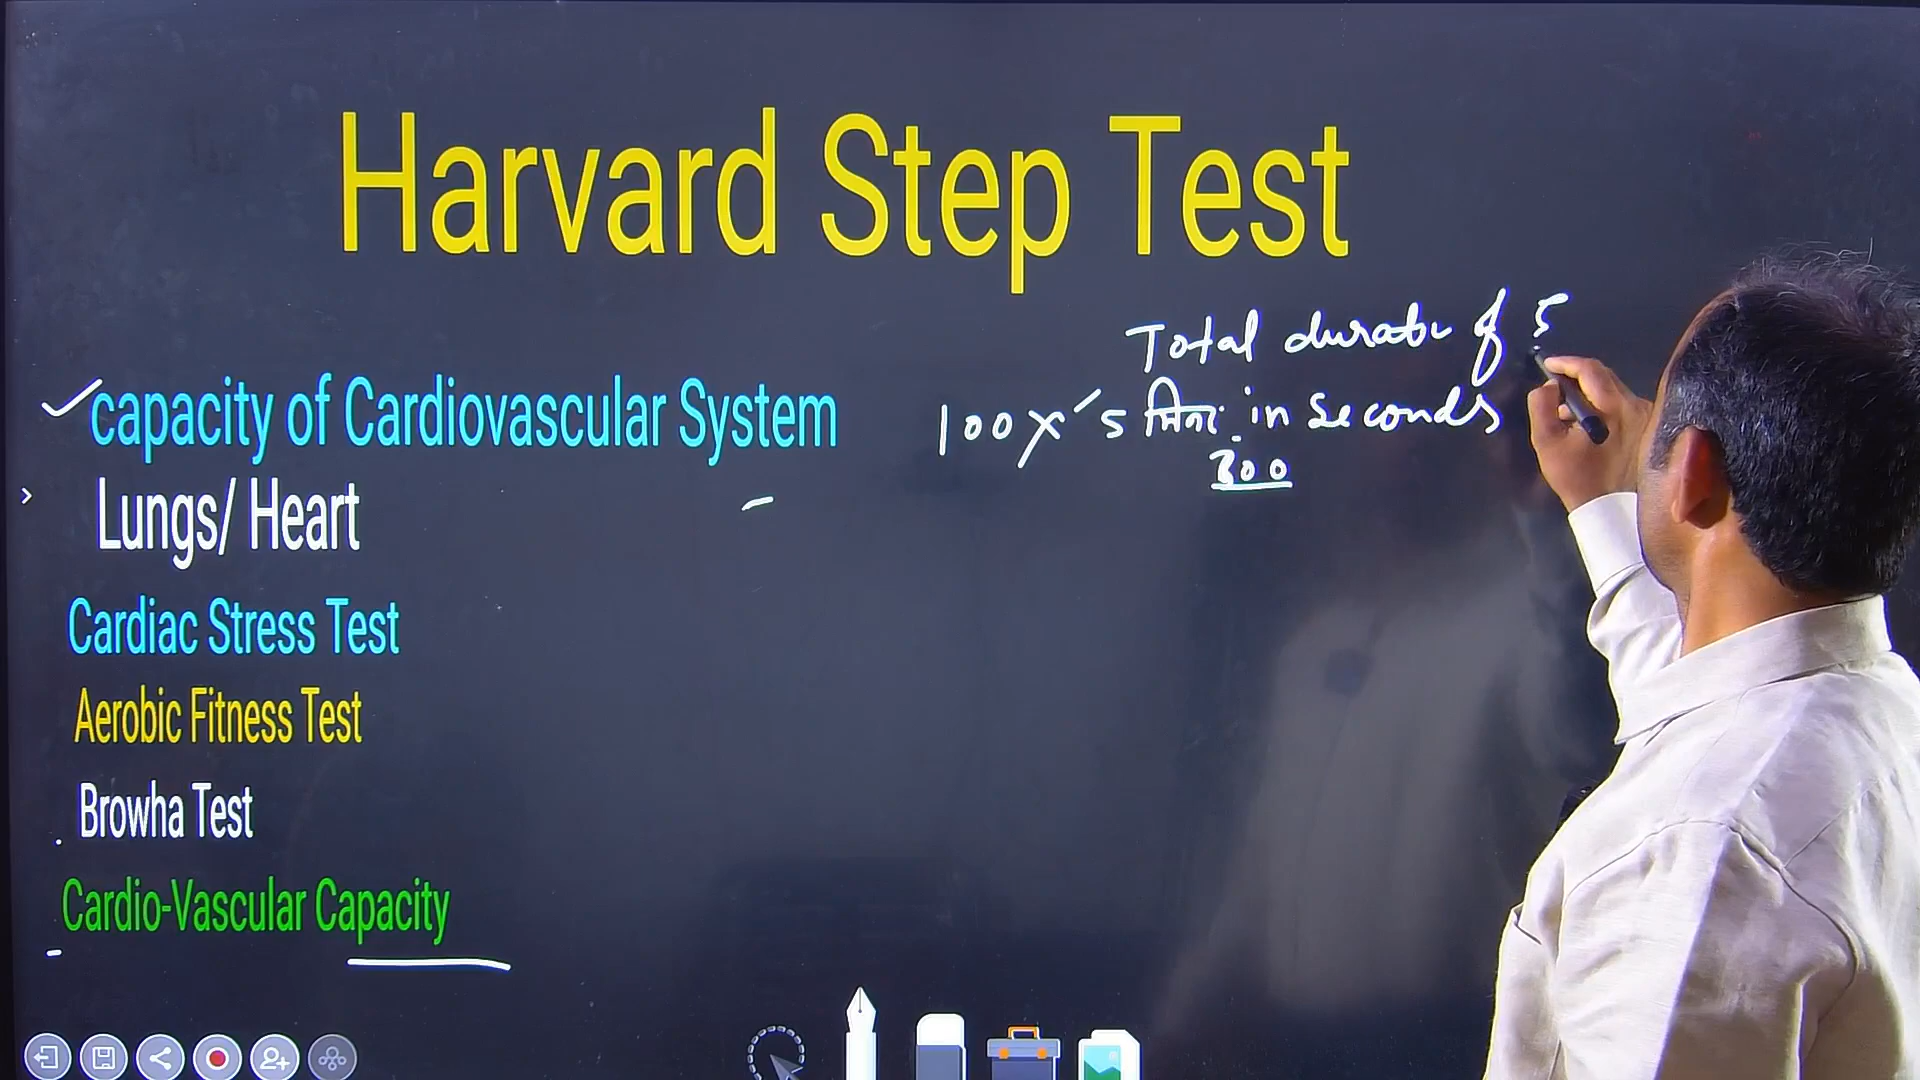 Harvard Step Test
Total duratic of 5
✓capacity of Cardiovascular System
100 X 5 मिनट in Seconds
300
Lungs/ Heart
Cardiac Stress Test
Aerobic Fitness Test
Browha Test
Cardio-Vascular Capacity